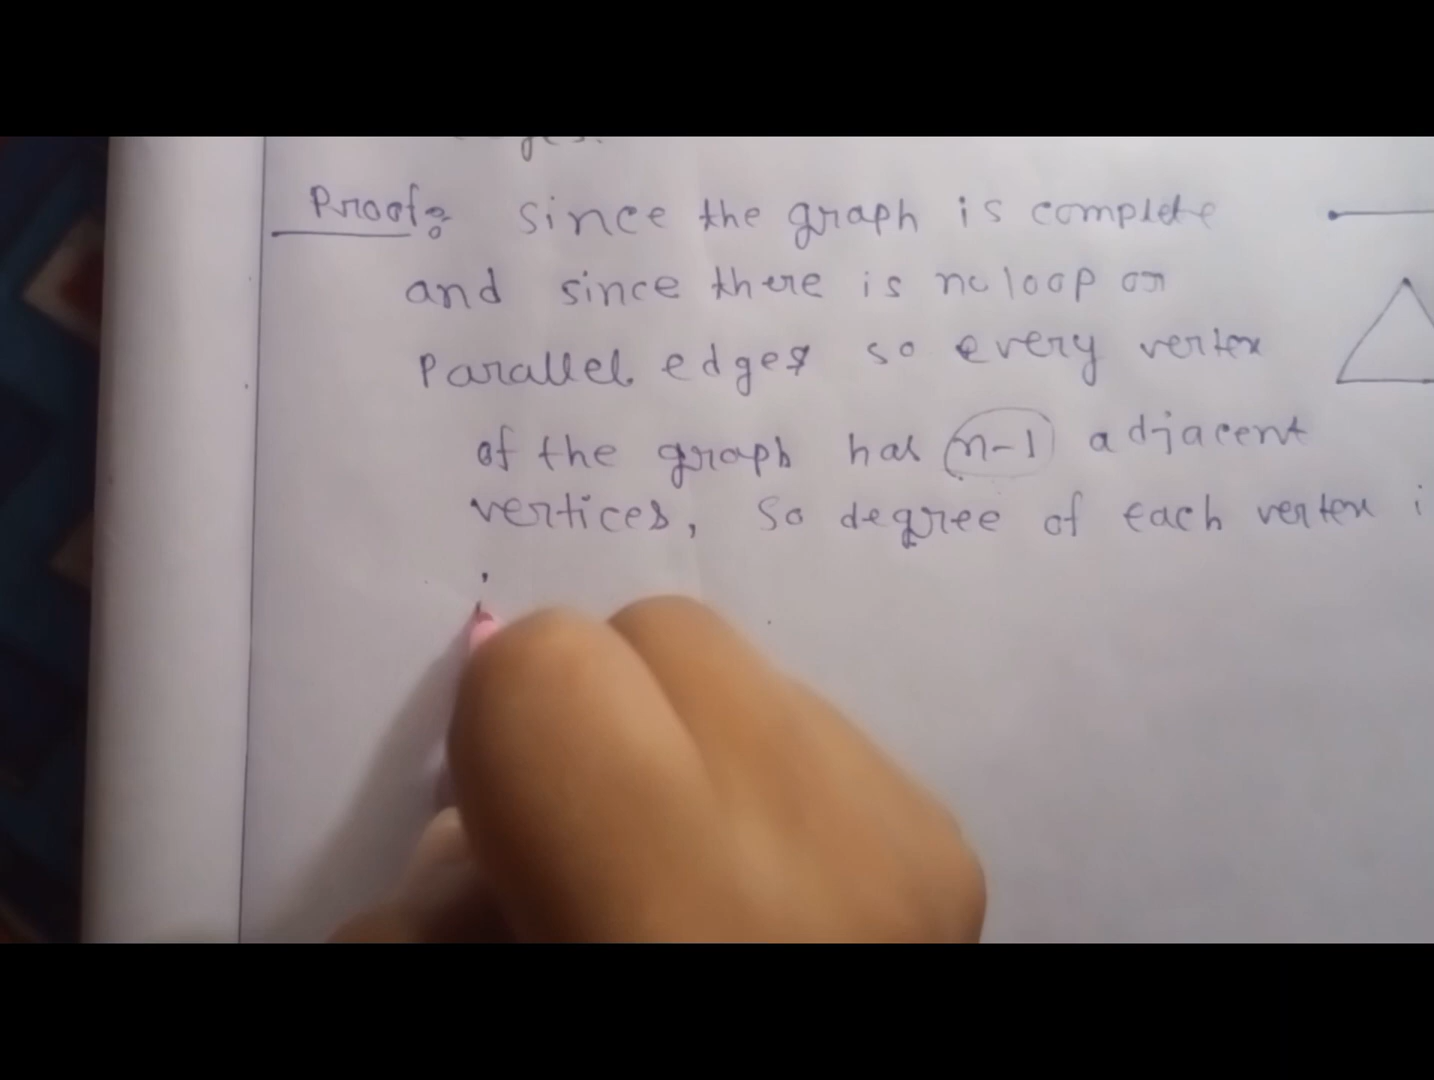 Proof: since the graph is complete
and since there is no loop or
Parallel edges so every vertex
of the graph has n-1 adjacent
vertices, So degree of each vertex i